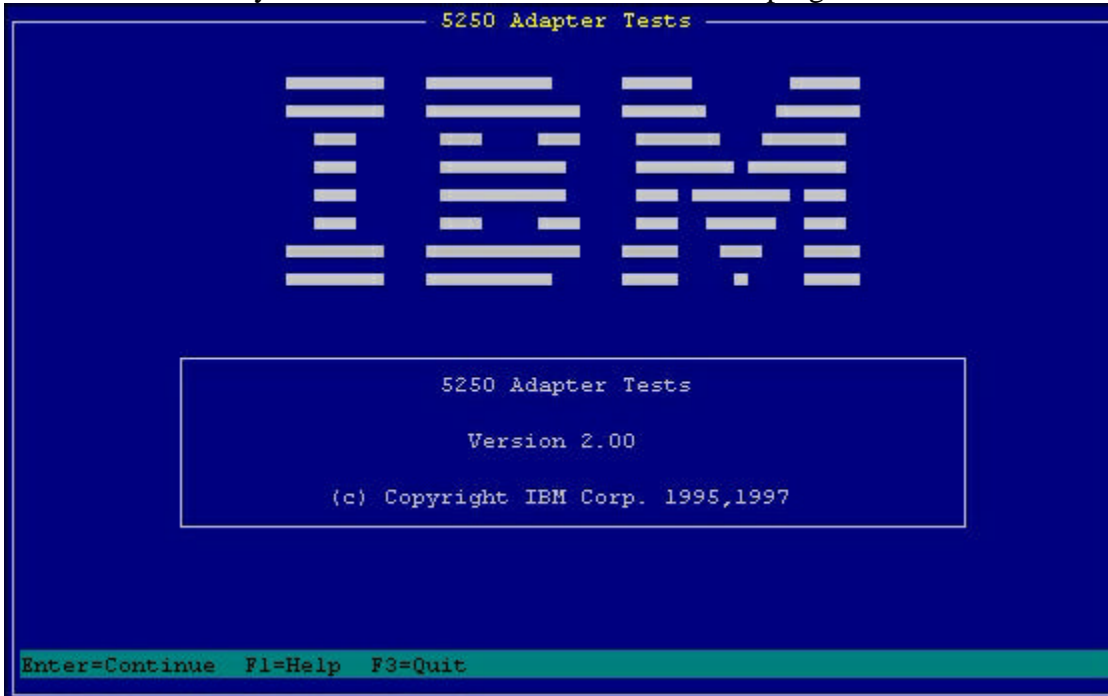 5250 Adapter Tests
IBM
5250 Adapter Tests
Version 2.00
(c) Copyright IBM Corp. 1995,1997
Enter=Continue F1=Help F3=Quit